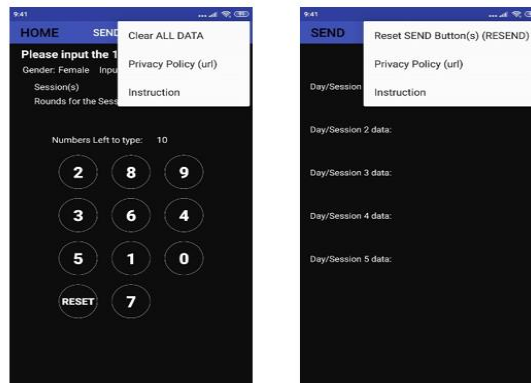 9:41
HOME SEND
Clear ALL DATA
Please input the 1
Gender: Female Inpu
Privacy Policy (url)
Session(s)
Instruction
Rounds for the Sess
Numbers Left to type: 10
2 8 9
3 6 4
5 1 0
RESET 7
9:41
SEND
Reset SEND Button(s) (RESEND)
Privacy Policy (url)
Day/Session
Instruction
Day/Session 2 data:
Day/Session 3 data:
Day/Session 4 data:
Day/Session 5 data: